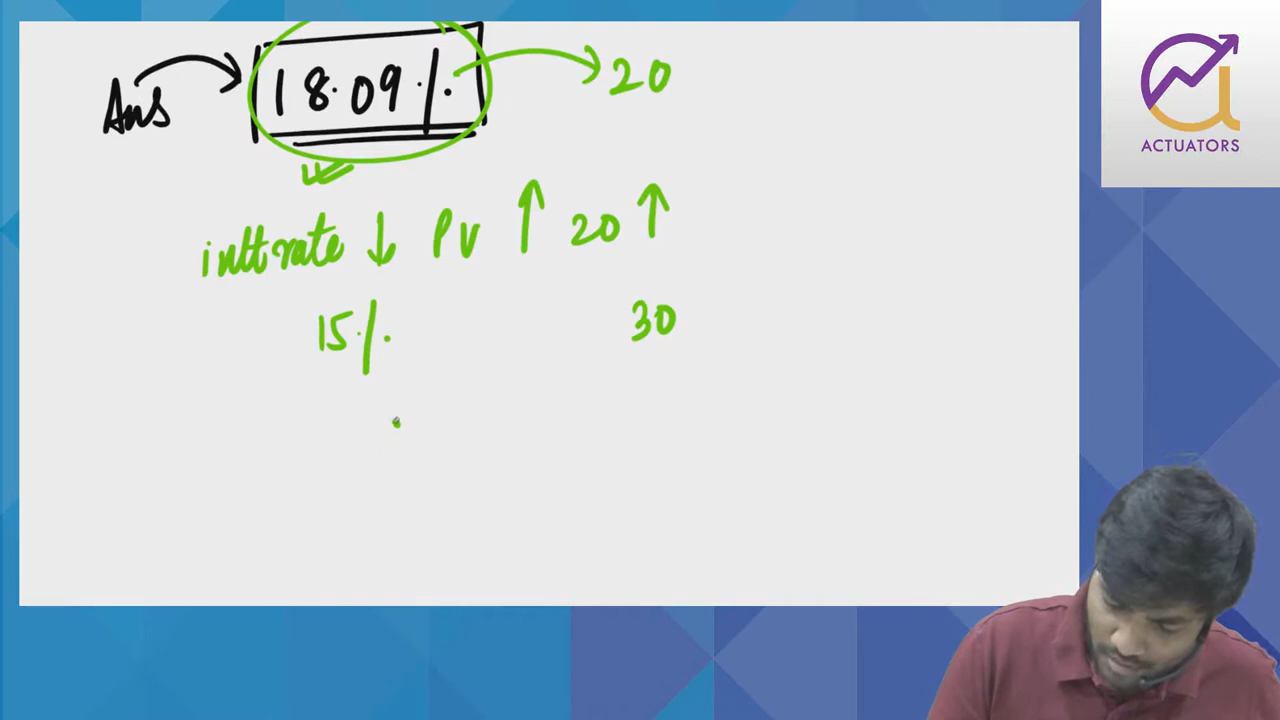 Ans → 18.09 % → 20
intt rate ↓ PV ↑ 20 ↑
15 % 30
ACTUATORS